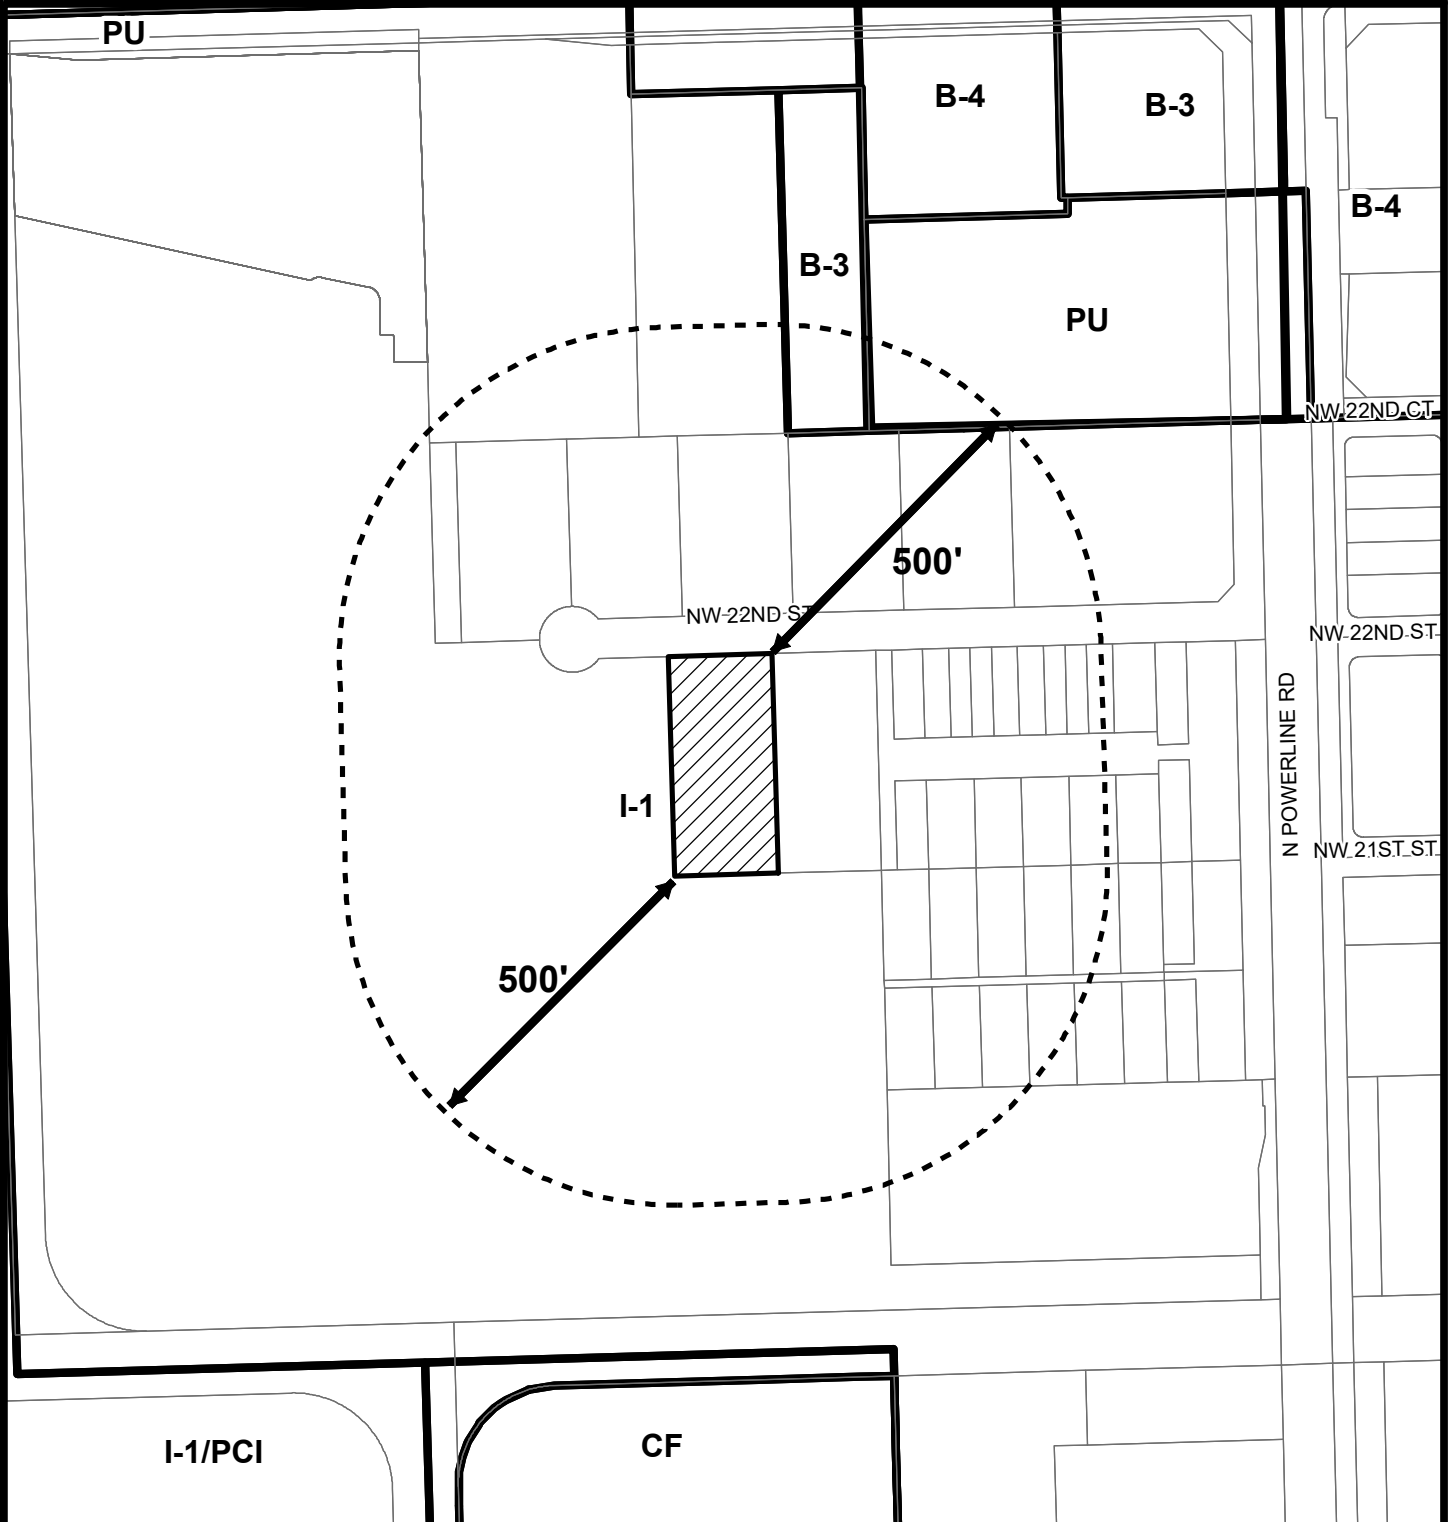 PU
B-4
B-3
B-4
B-3
PU
NW 22ND CT
500'
NW 22ND ST
NW 22ND ST
N POWERLINE RD
I-1
NW 21ST ST
500'
I-1/PCI
CF